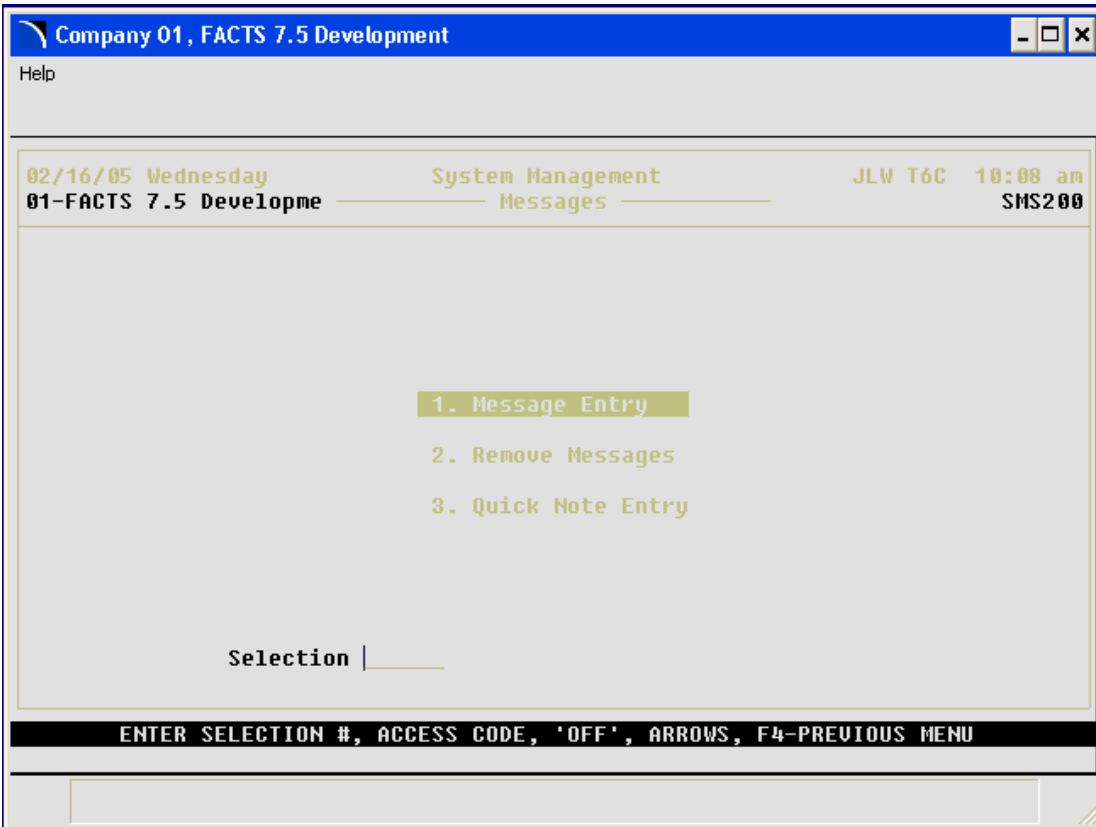 Company 01, FACTS 7.5 Development
Help
02/16/05 Wednesday System Management JLW T6C 10:08 am
01-FACTS 7.5 Developme Messages SMS200
1. Message Entry
2. Remove Messages
3. Quick Note Entry
Selection
ENTER SELECTION #, ACCESS CODE, 'OFF', ARROWS, F4-PREVIOUS MENU